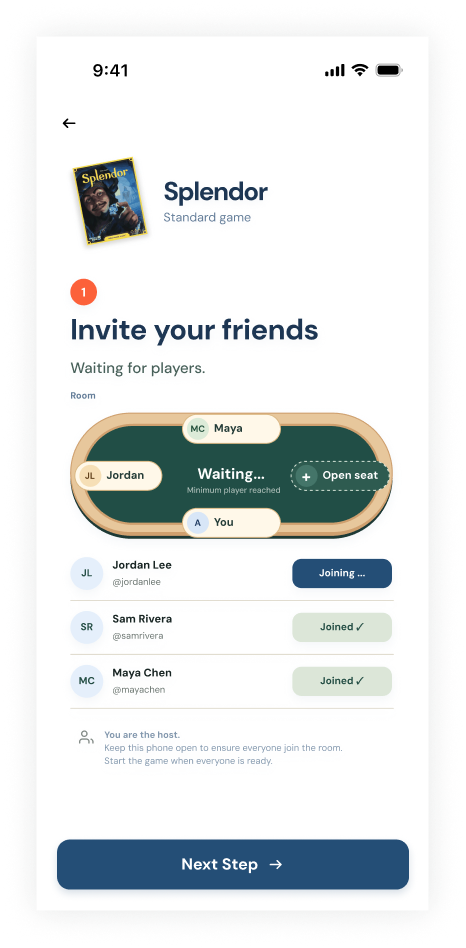 9:41
Splendor
Splendor
Standard game
1
Invite your friends
Waiting for players.
Room
MC Maya
JL Jordan
Waiting...
Minimum player reached
+ Open seat
A You
JL Jordan Lee
@jordanlee
Joining ...
SR Sam Rivera
@samrivera
Joined ✓
MC Maya Chen
@mayachen
Joined ✓
You are the host.
Keep this phone open to ensure everyone join the room.
Start the game when everyone is ready.
Next Step →